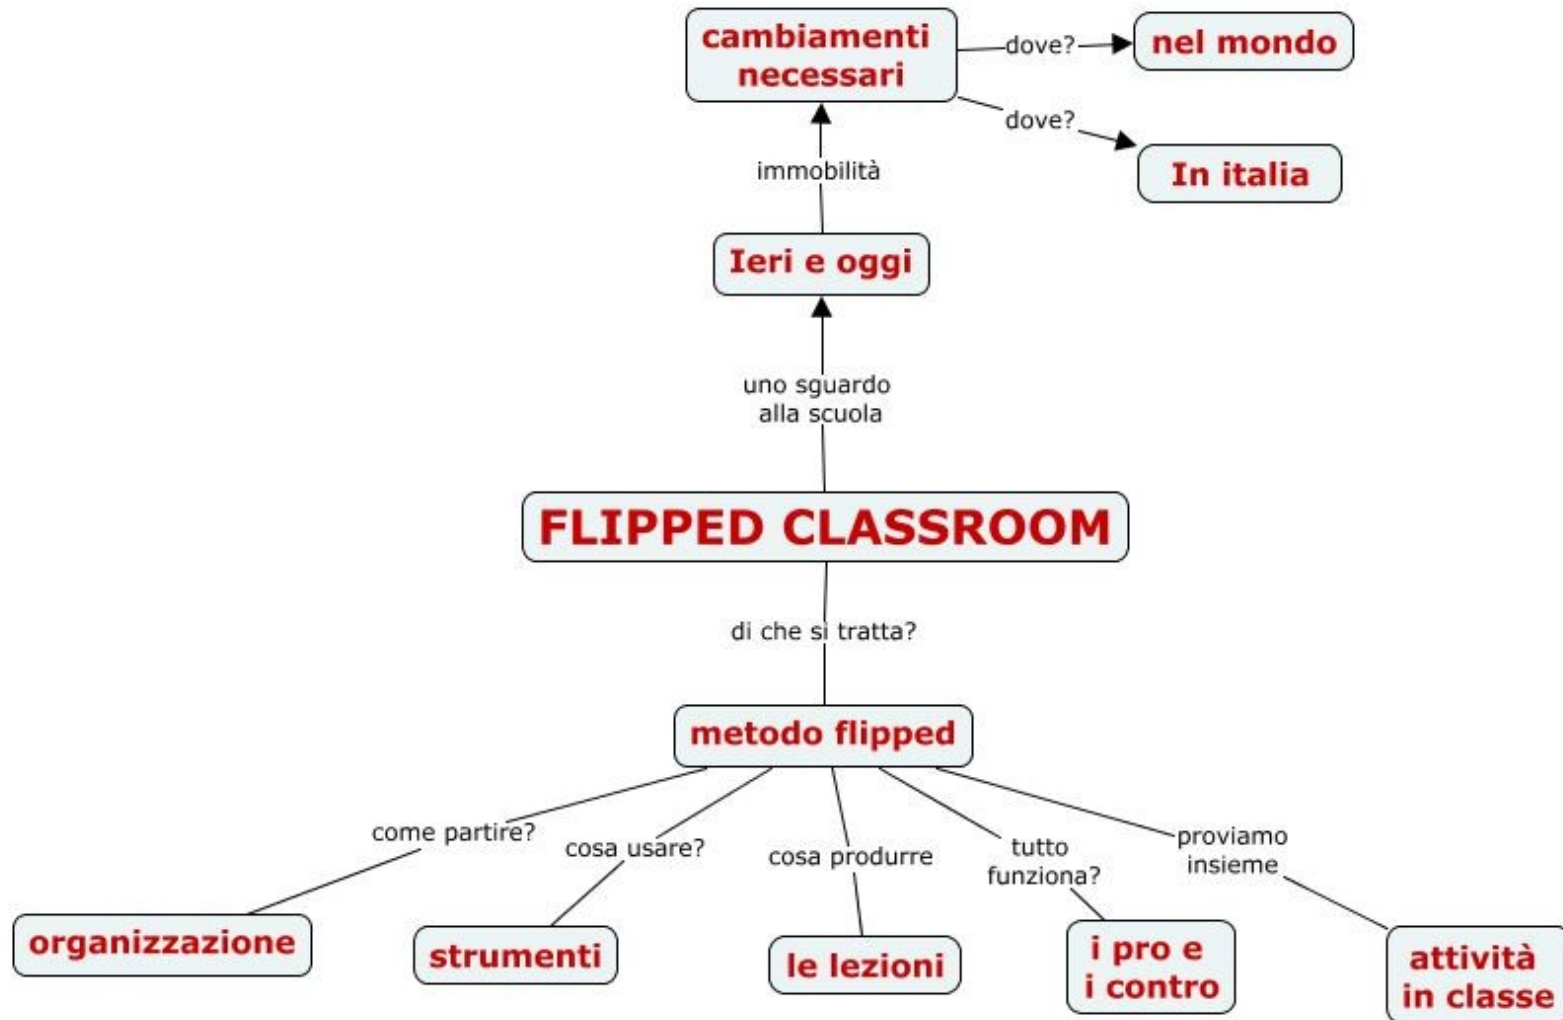 cambiamenti
necessari
dove?
nel mondo
dove?
In italia
immobilità
Ieri e oggi
uno sguardo
alla scuola
FLIPPED CLASSROOM
di che si tratta?
metodo flipped
come partire?
cosa usare?
cosa produrre
tutto
funziona?
proviamo
insieme
organizzazione
strumenti
le lezioni
i pro e
i contro
attività
in classe